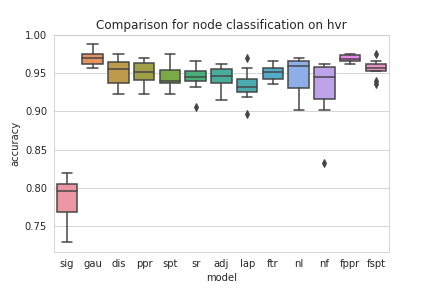 Comparison for node classification on hvr
1.00
0.95
0.90
0.85
0.80
0.75
accuracy
sig gau dis ppr spt sr adj lap ftr nl nf fppr fspt
model